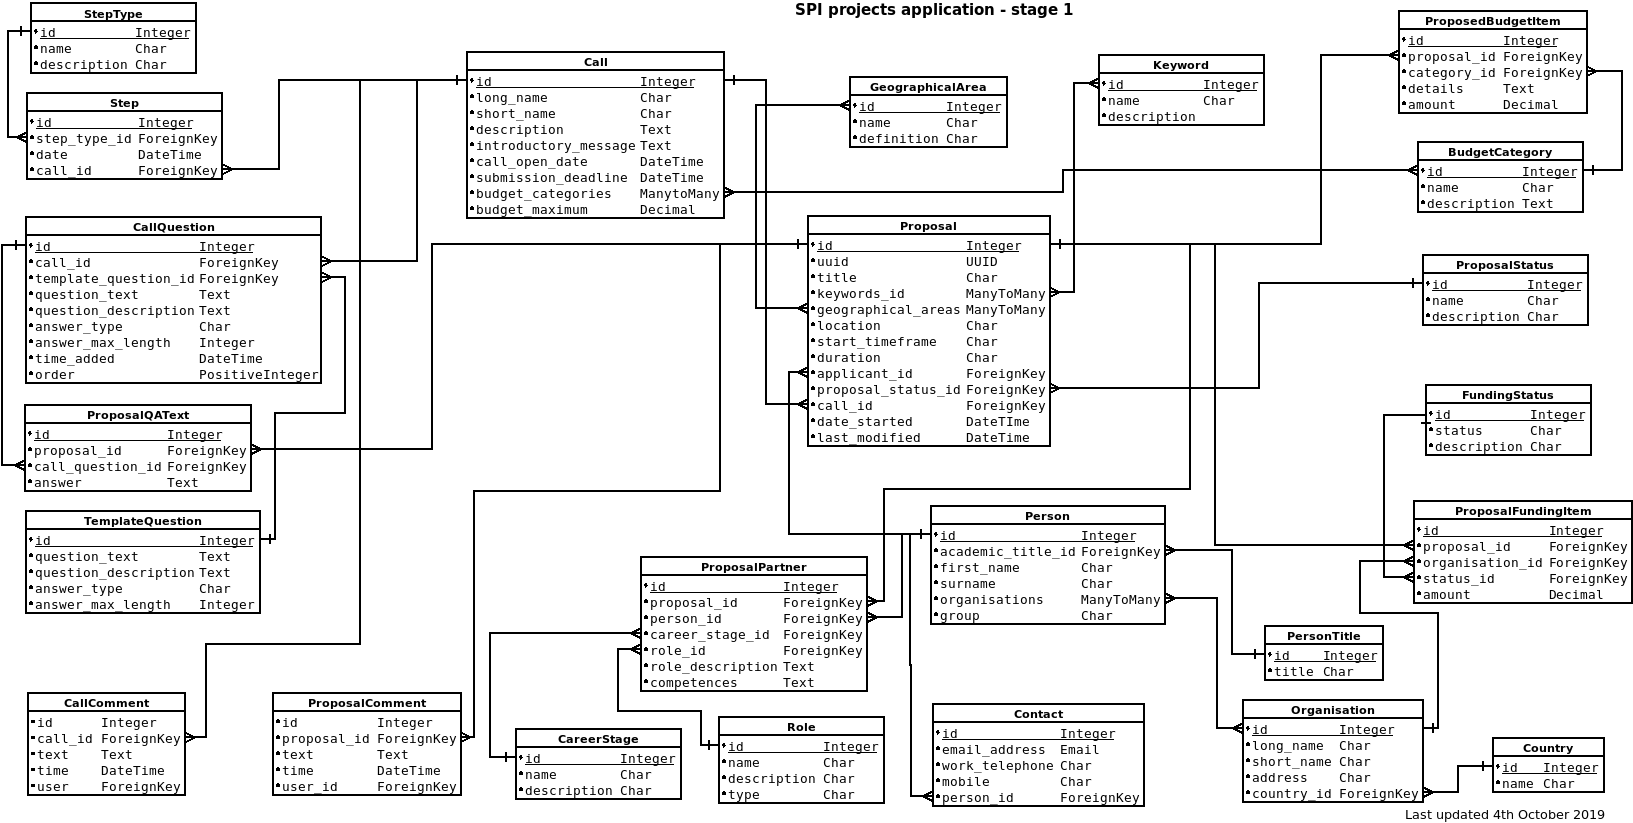 SPI projects application - stage 1
StepType
id Integer
name Char
description Char
Step
id Integer
step_type_id ForeignKey
date DateTime
call_id ForeignKey
Call
id Integer
long_name Char
short_name Char
description Text
introductory_message Text
call_open_date DateTime
submission_deadline DateTime
budget_categories ManytoMany
budget_maximum Decimal
GeographicalArea
id Integer
name Char
definition Char
Keyword
id Integer
name Char
description
ProposedBudgetItem
id Integer
proposal_id ForeignKey
category_id ForeignKey
details Text
amount Decimal
BudgetCategory
id Integer
name Char
description Text
CallQuestion
id Integer
call_id ForeignKey
template_question_id ForeignKey
question_text Text
question_description Text
answer_type Char
answer_max_length Integer
time_added DateTime
order PositiveInteger
Proposal
id Integer
uuid UUID
title Char
keywords_id ManyToMany
geographical_areas ManyToMany
location Char
start_timeframe Char
duration Char
applicant_id ForeignKey
proposal_status_id ForeignKey
call_id ForeignKey
date_started DateTIme
last_modified DateTime
ProposalStatus
id Integer
name Char
description Char
FundingStatus
id Integer
status Char
description Char
ProposalQAText
id Integer
proposal_id ForeignKey
call_question_id ForeignKey
answer Text
TemplateQuestion
id Integer
question_text Text
question_description Text
answer_type Char
answer_max_length Integer
Person
id Integer
academic_title_id ForeignKey
first_name Char
surname Char
organisations ManyToMany
group Char
ProposalFundingItem
id Integer
proposal_id ForeignKey
organisation_id ForeignKey
status_id ForeignKey
amount Decimal
ProposalPartner
id Integer
proposal_id ForeignKey
person_id ForeignKey
career_stage_id ForeignKey
role_id ForeignKey
role_description Text
competences Text
PersonTitle
id Integer
title Char
CallComment
id Integer
call_id ForeignKey
text Text
time DateTime
user ForeignKey
ProposalComment
id Integer
proposal_id ForeignKey
text Text
time DateTime
user_id ForeignKey
CareerStage
id Integer
name Char
description Char
Role
id Integer
name Char
description Char
type Char
Contact
id Integer
email_address Email
work_telephone Char
mobile Char
person_id ForeignKey
Organisation
id Integer
long_name Char
short_name Char
address Char
country_id ForeignKey
Country
id Integer
name Char
Last updated 4th October 2019